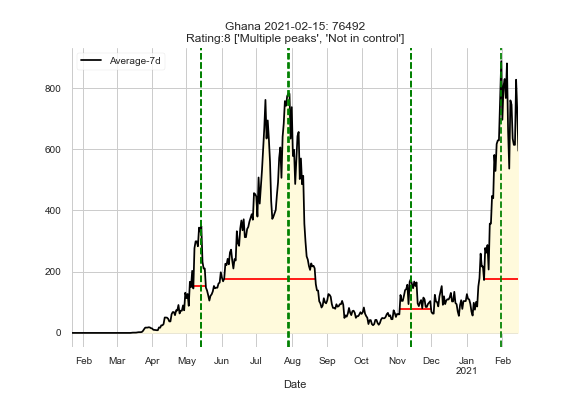 Ghana 2021-02-15: 76492
Rating:8 ['Multiple peaks', 'Not in control']
Average-7d
800
600
400
200
0
Feb Mar Apr May Jun Jul Aug Sep Oct Nov Dec Jan Feb
2021
Date